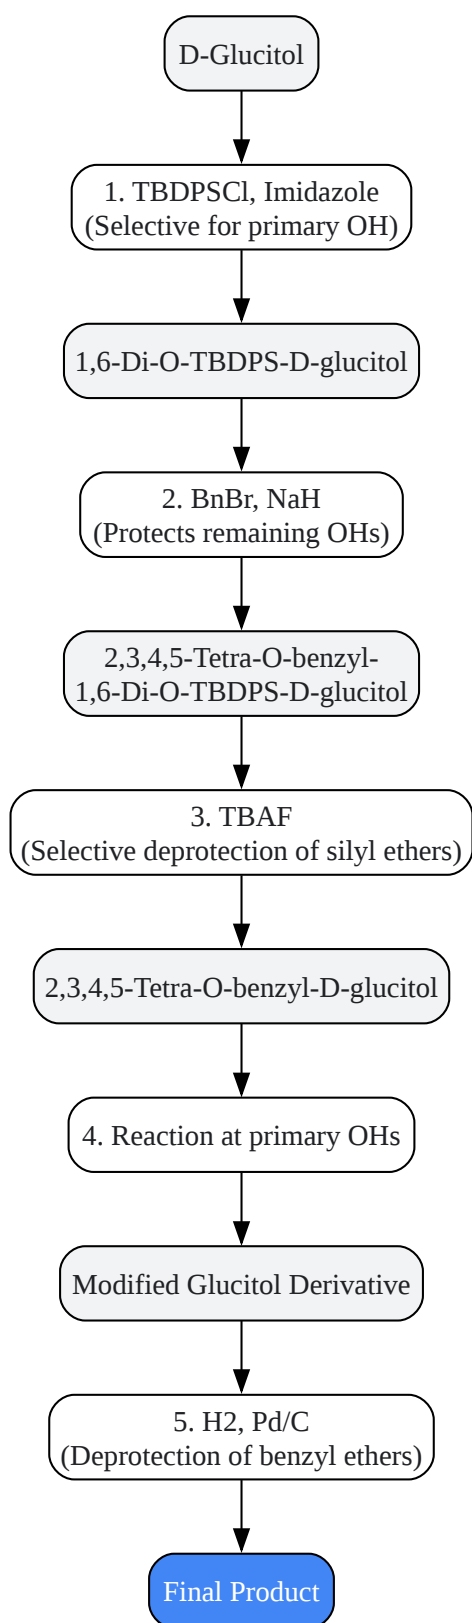 D-Glucitol
1. TBDPSCl, Imidazole
(Selective for primary OH)
1,6-Di-O-TBDPS-D-glucitol
2. BnBr, NaH
(Protects remaining OHs)
2,3,4,5-Tetra-O-benzyl-
1,6-Di-O-TBDPS-D-glucitol
3. TBAF
(Selective deprotection of silyl ethers)
2,3,4,5-Tetra-O-benzyl-D-glucitol
4. Reaction at primary OHs
Modified Glucitol Derivative
5. H2, Pd/C
(Deprotection of benzyl ethers)
Final Product